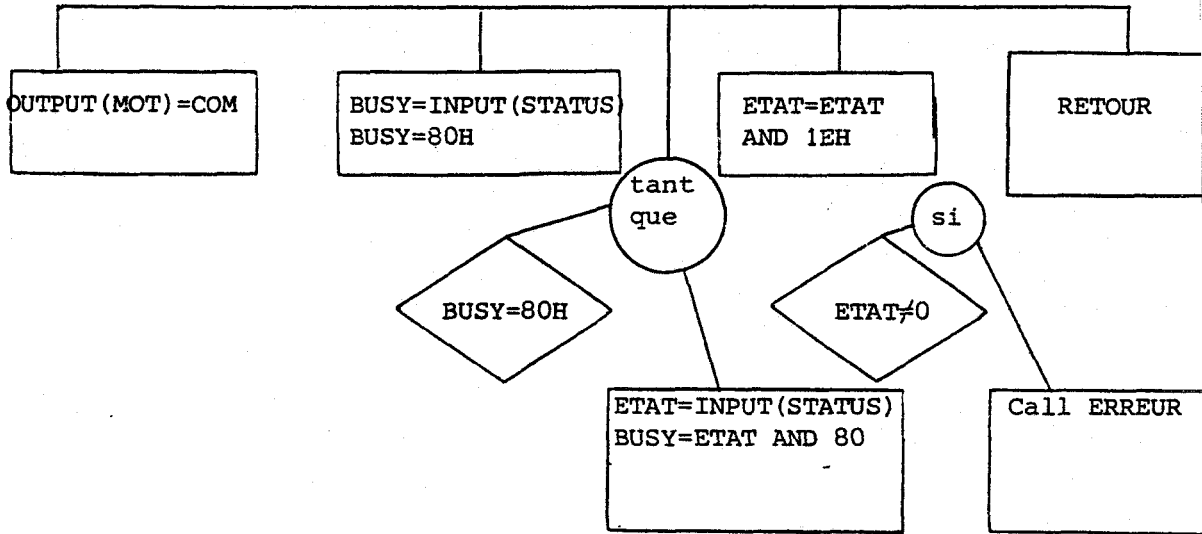 OUTPUT(MOT)=COM
BUSY=INPUT(STATUS)
BUSY=80H
tant
que
BUSY=80H
ETAT=INPUT(STATUS)
BUSY=ETAT AND 80
ETAT=ETAT
AND 1EH
si
ETAT≠0
Call ERREUR
RETOUR